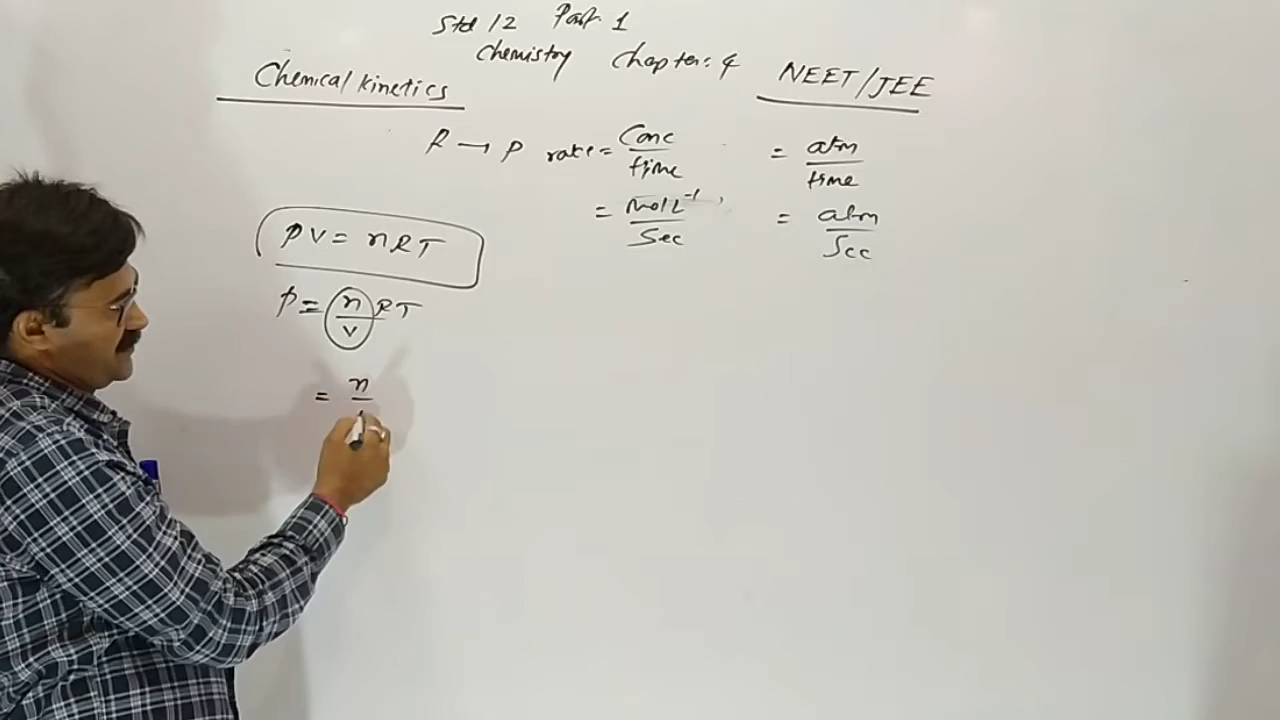 Std 12 Part 1
Chemistry Chapter: 4
Chemical kinetics
NEET/JEE
R → P rate = Conc / time = atm / time
= mol L⁻¹ / Sec = atm / Sec
PV = nRT
P = n/v RT
= n